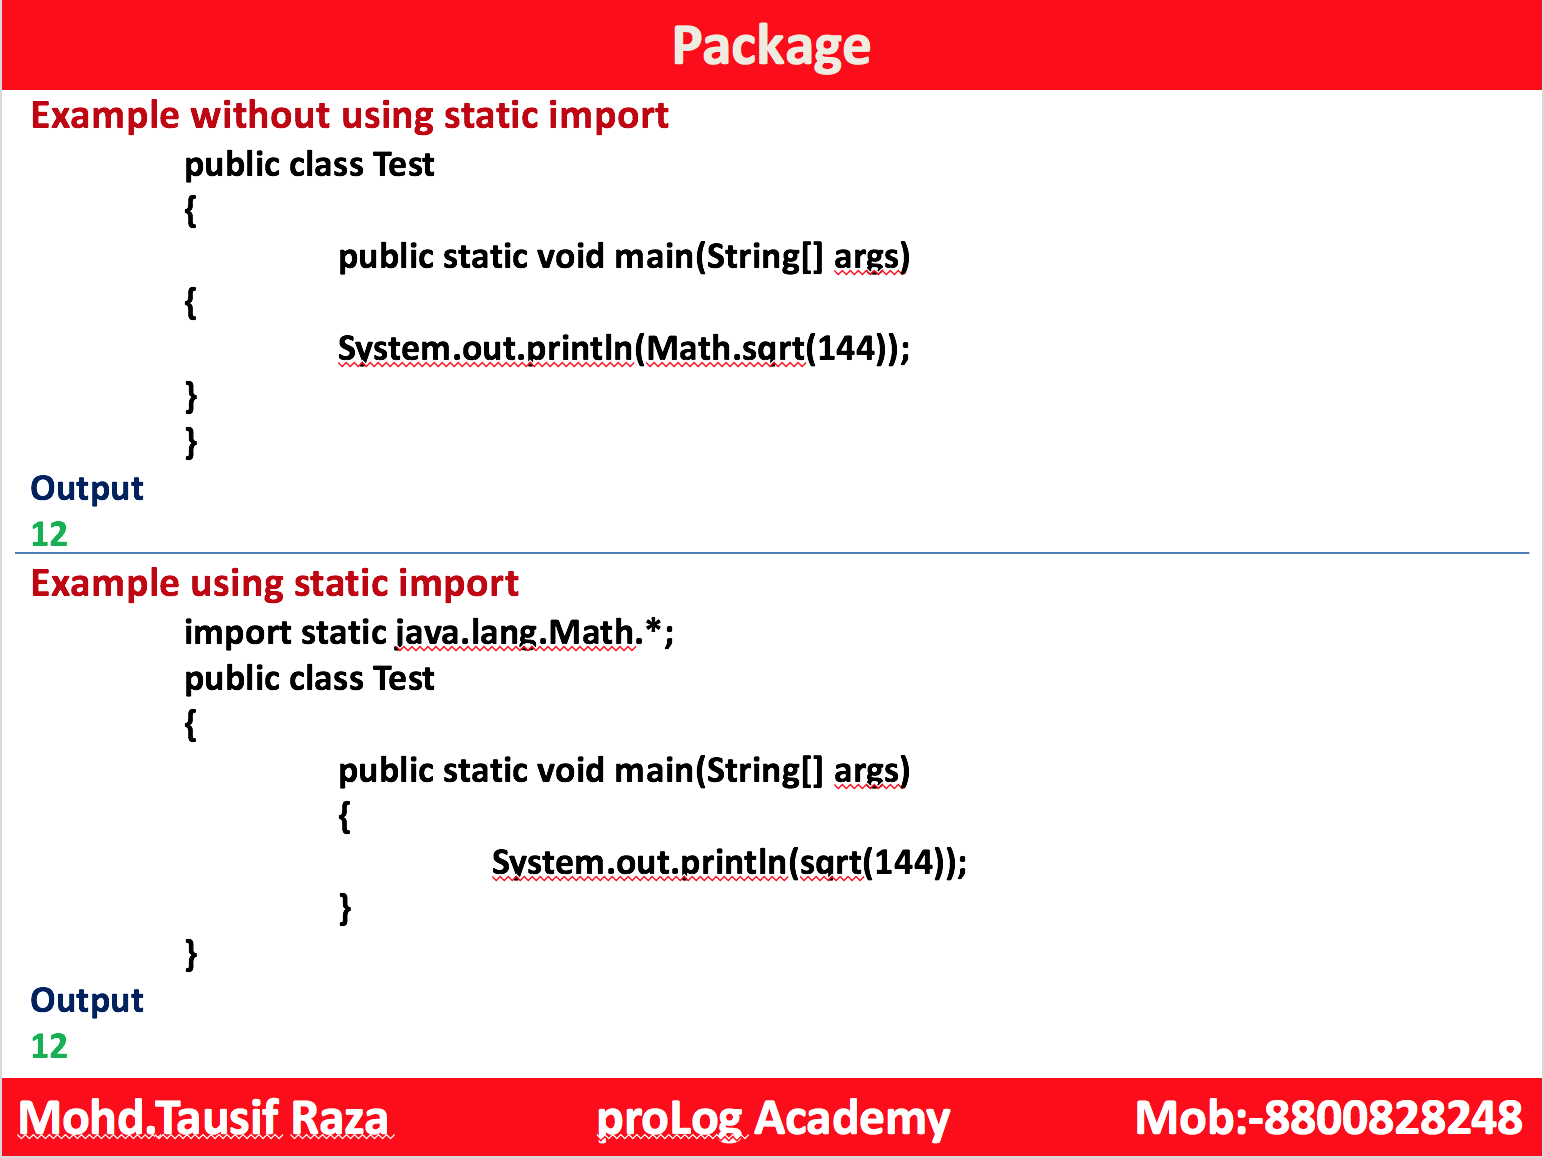 Package
Example without using static import
public class Test
{
public static void main(String[] args)
{
System.out.println(Math.sqrt(144));
}
}
Output
12
Example using static import
import static java.lang.Math.*;
public class Test
{
public static void main(String[] args)
{
System.out.println(sqrt(144));
}
}
Output
12
Mohd.Tausif Raza proLog Academy Mob:-8800828248